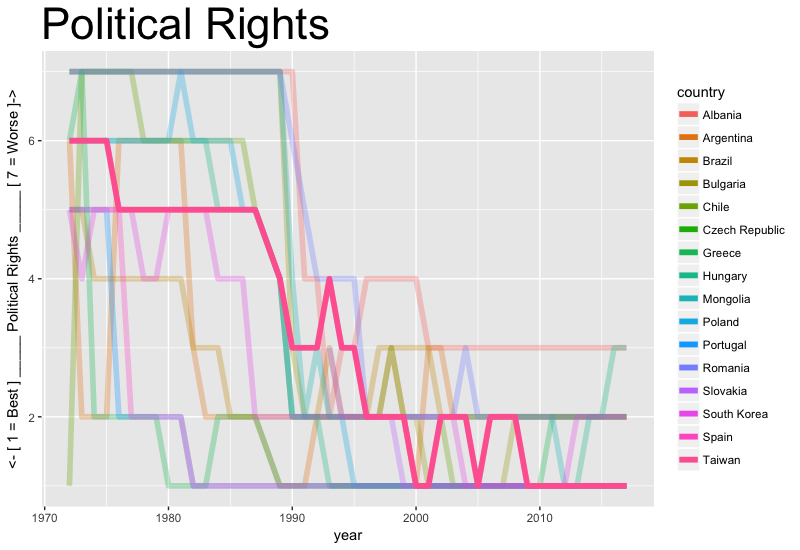 Political Rights
<- [ 1 = Best ] _____ Political Rights _____ [ 7 = Worse ]->
6
4
2
1970 1980 1990 2000 2010
year
country
Albania
Argentina
Brazil
Bulgaria
Chile
Czech Republic
Greece
Hungary
Mongolia
Poland
Portugal
Romania
Slovakia
South Korea
Spain
Taiwan